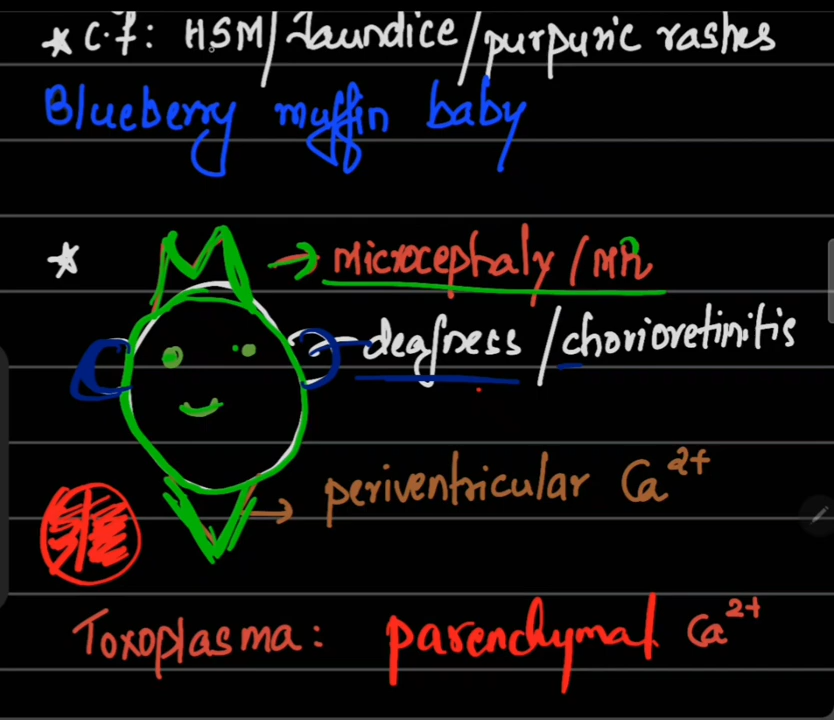 * C.f: HSM/Jaundice/purpuric rashes
Blueberry muffin baby
* → microcephaly / MR
deafness / chorioretinitis
→ periventricular Ca²⁺
Toxoplasma: parenchymal Ca²⁺